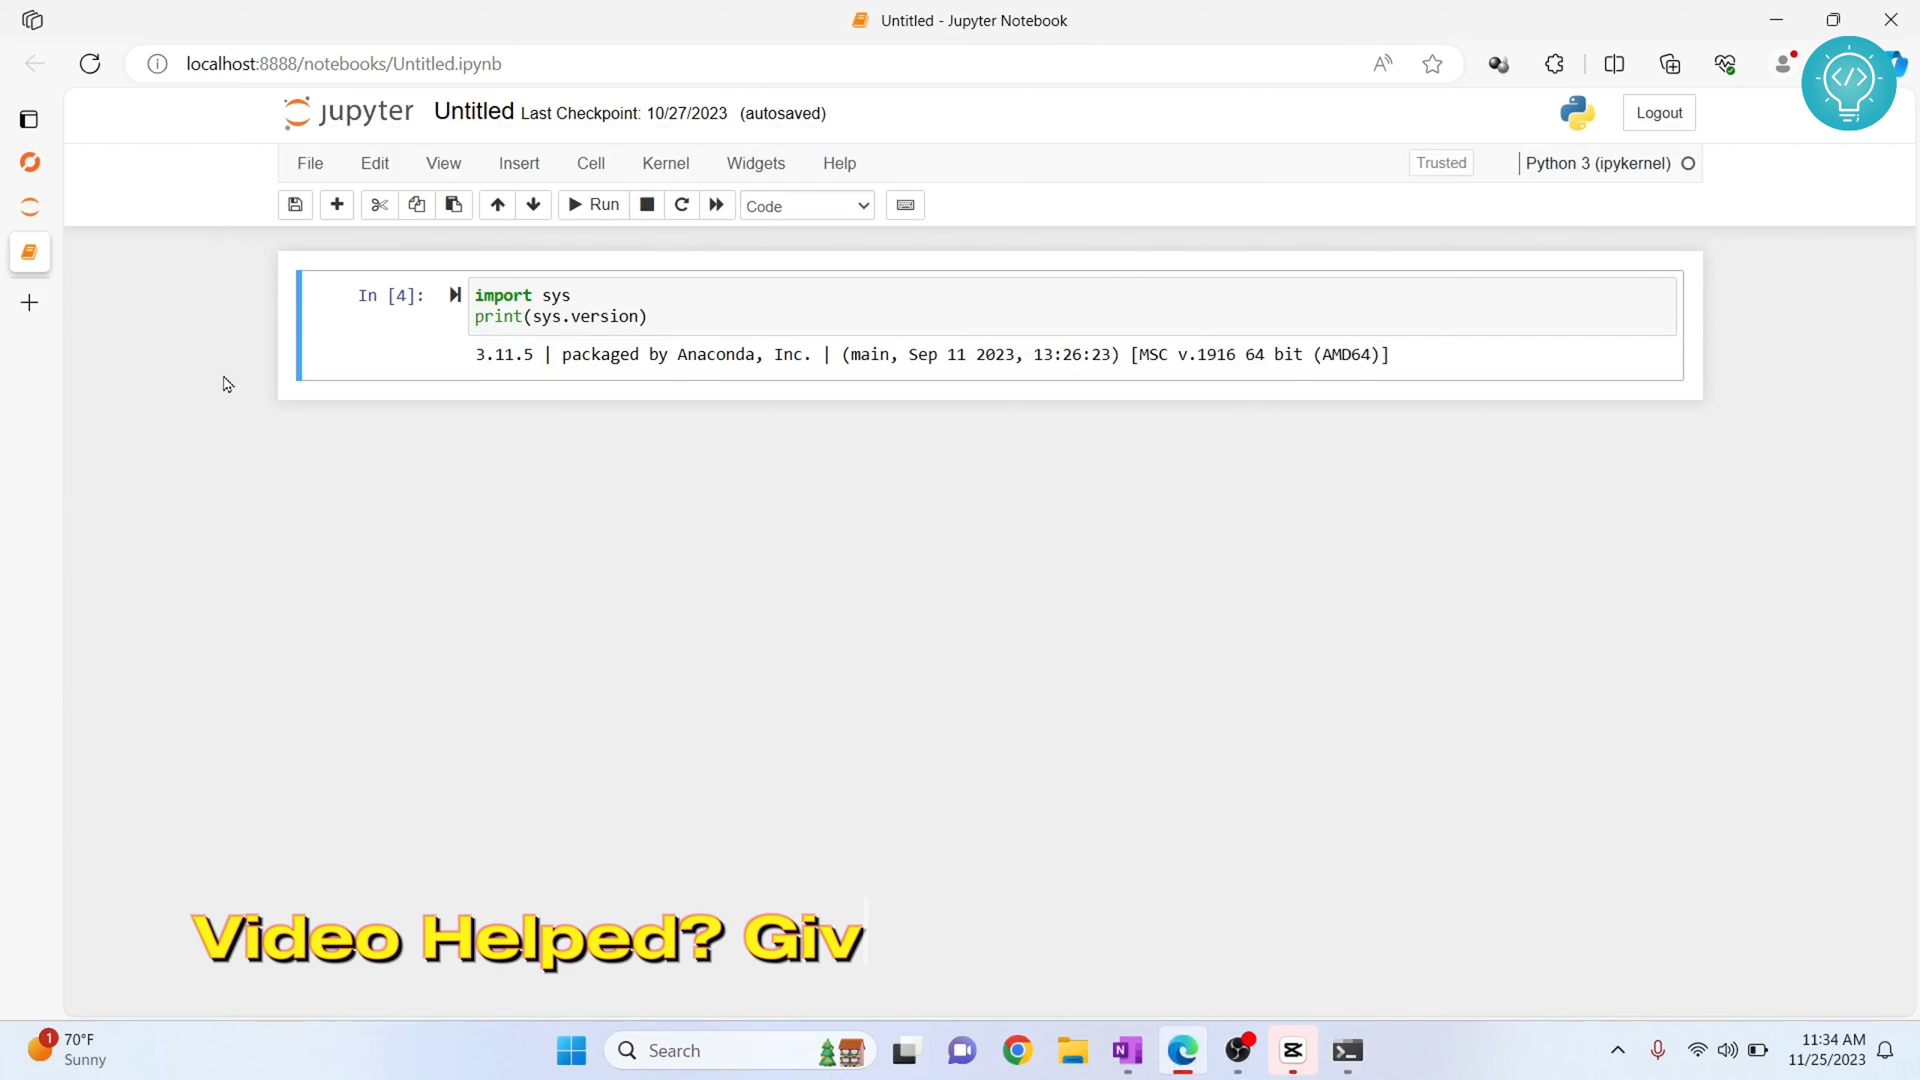 Untitled - Jupyter Notebook
localhost:8888/notebooks/Untitled.ipynb
jupyter Untitled Last Checkpoint: 10/27/2023 (autosaved)
Logout
File Edit View Insert Cell Kernel Widgets Help
Trusted
Python 3 (ipykernel)
Run
Code
In [4]:
import sys
print(sys.version)
3.11.5 | packaged by Anaconda, Inc. | (main, Sep 11 2023, 13:26:23) [MSC v.1916 64 bit (AMD64)]
Video Helped? Giv
1
70°F
Sunny
Search
11:34 AM
11/25/2023